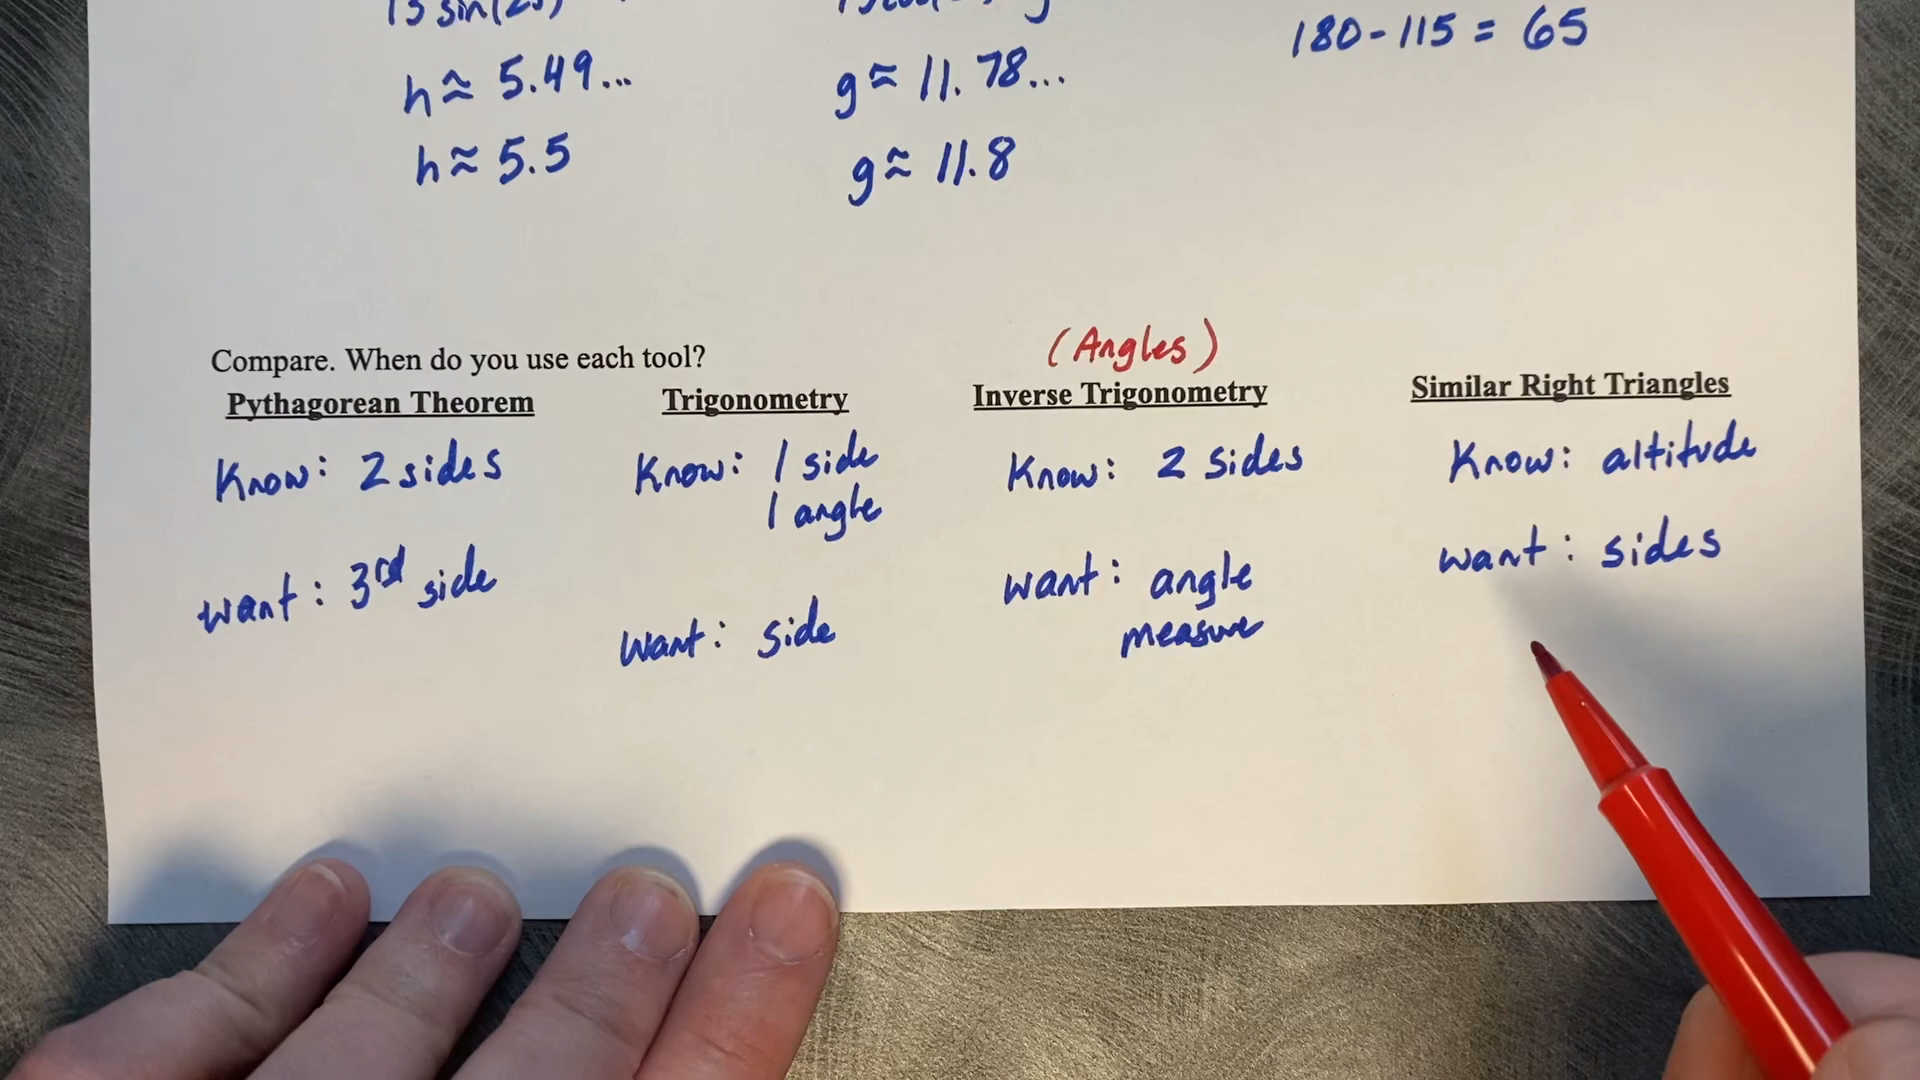 h ≈ 5.49...
g ≈ 11.78...
180 - 115 = 65
h ≈ 5.5
g ≈ 11.8
Compare. When do you use each tool?
Pythagorean Theorem
Know: 2 sides
want: 3rd side
Trigonometry
Know: 1 side
1 angle
Want: side
(Angles)
Inverse Trigonometry
Know: 2 sides
want: angle
measure
Similar Right Triangles
Know: altitude
want: sides